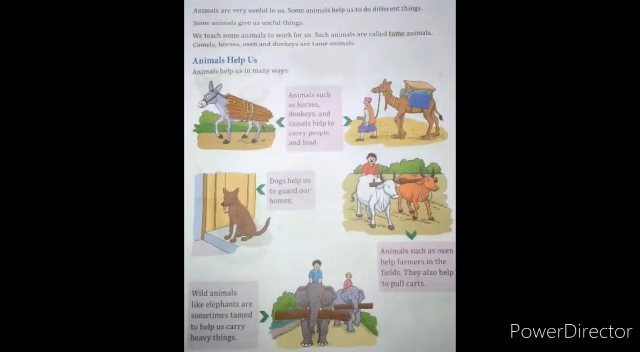 Animals are very useful to us. Some animals help us to do different things.
Some animals give us useful things.
We teach some animals to work for us. Such animals are called tame animals.
Camels, horses, oxen and donkeys are tame animals.
Animals Help Us
Animals help us in many ways.
Animals such
as horses,
donkeys, and
camels help to
carry people
and load
Dogs help us
to guard our
homes.
Animals such as oxen
help farmers in the
fields. They also help
to pull carts.
Wild animals
like elephants are
sometimes tamed
to help us carry
heavy things.
PowerDirector